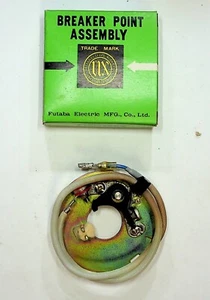 BREAKER POINT
ASSEMBLY
TRADE MARK
Futaba Electric MFG., Co., Ltd.